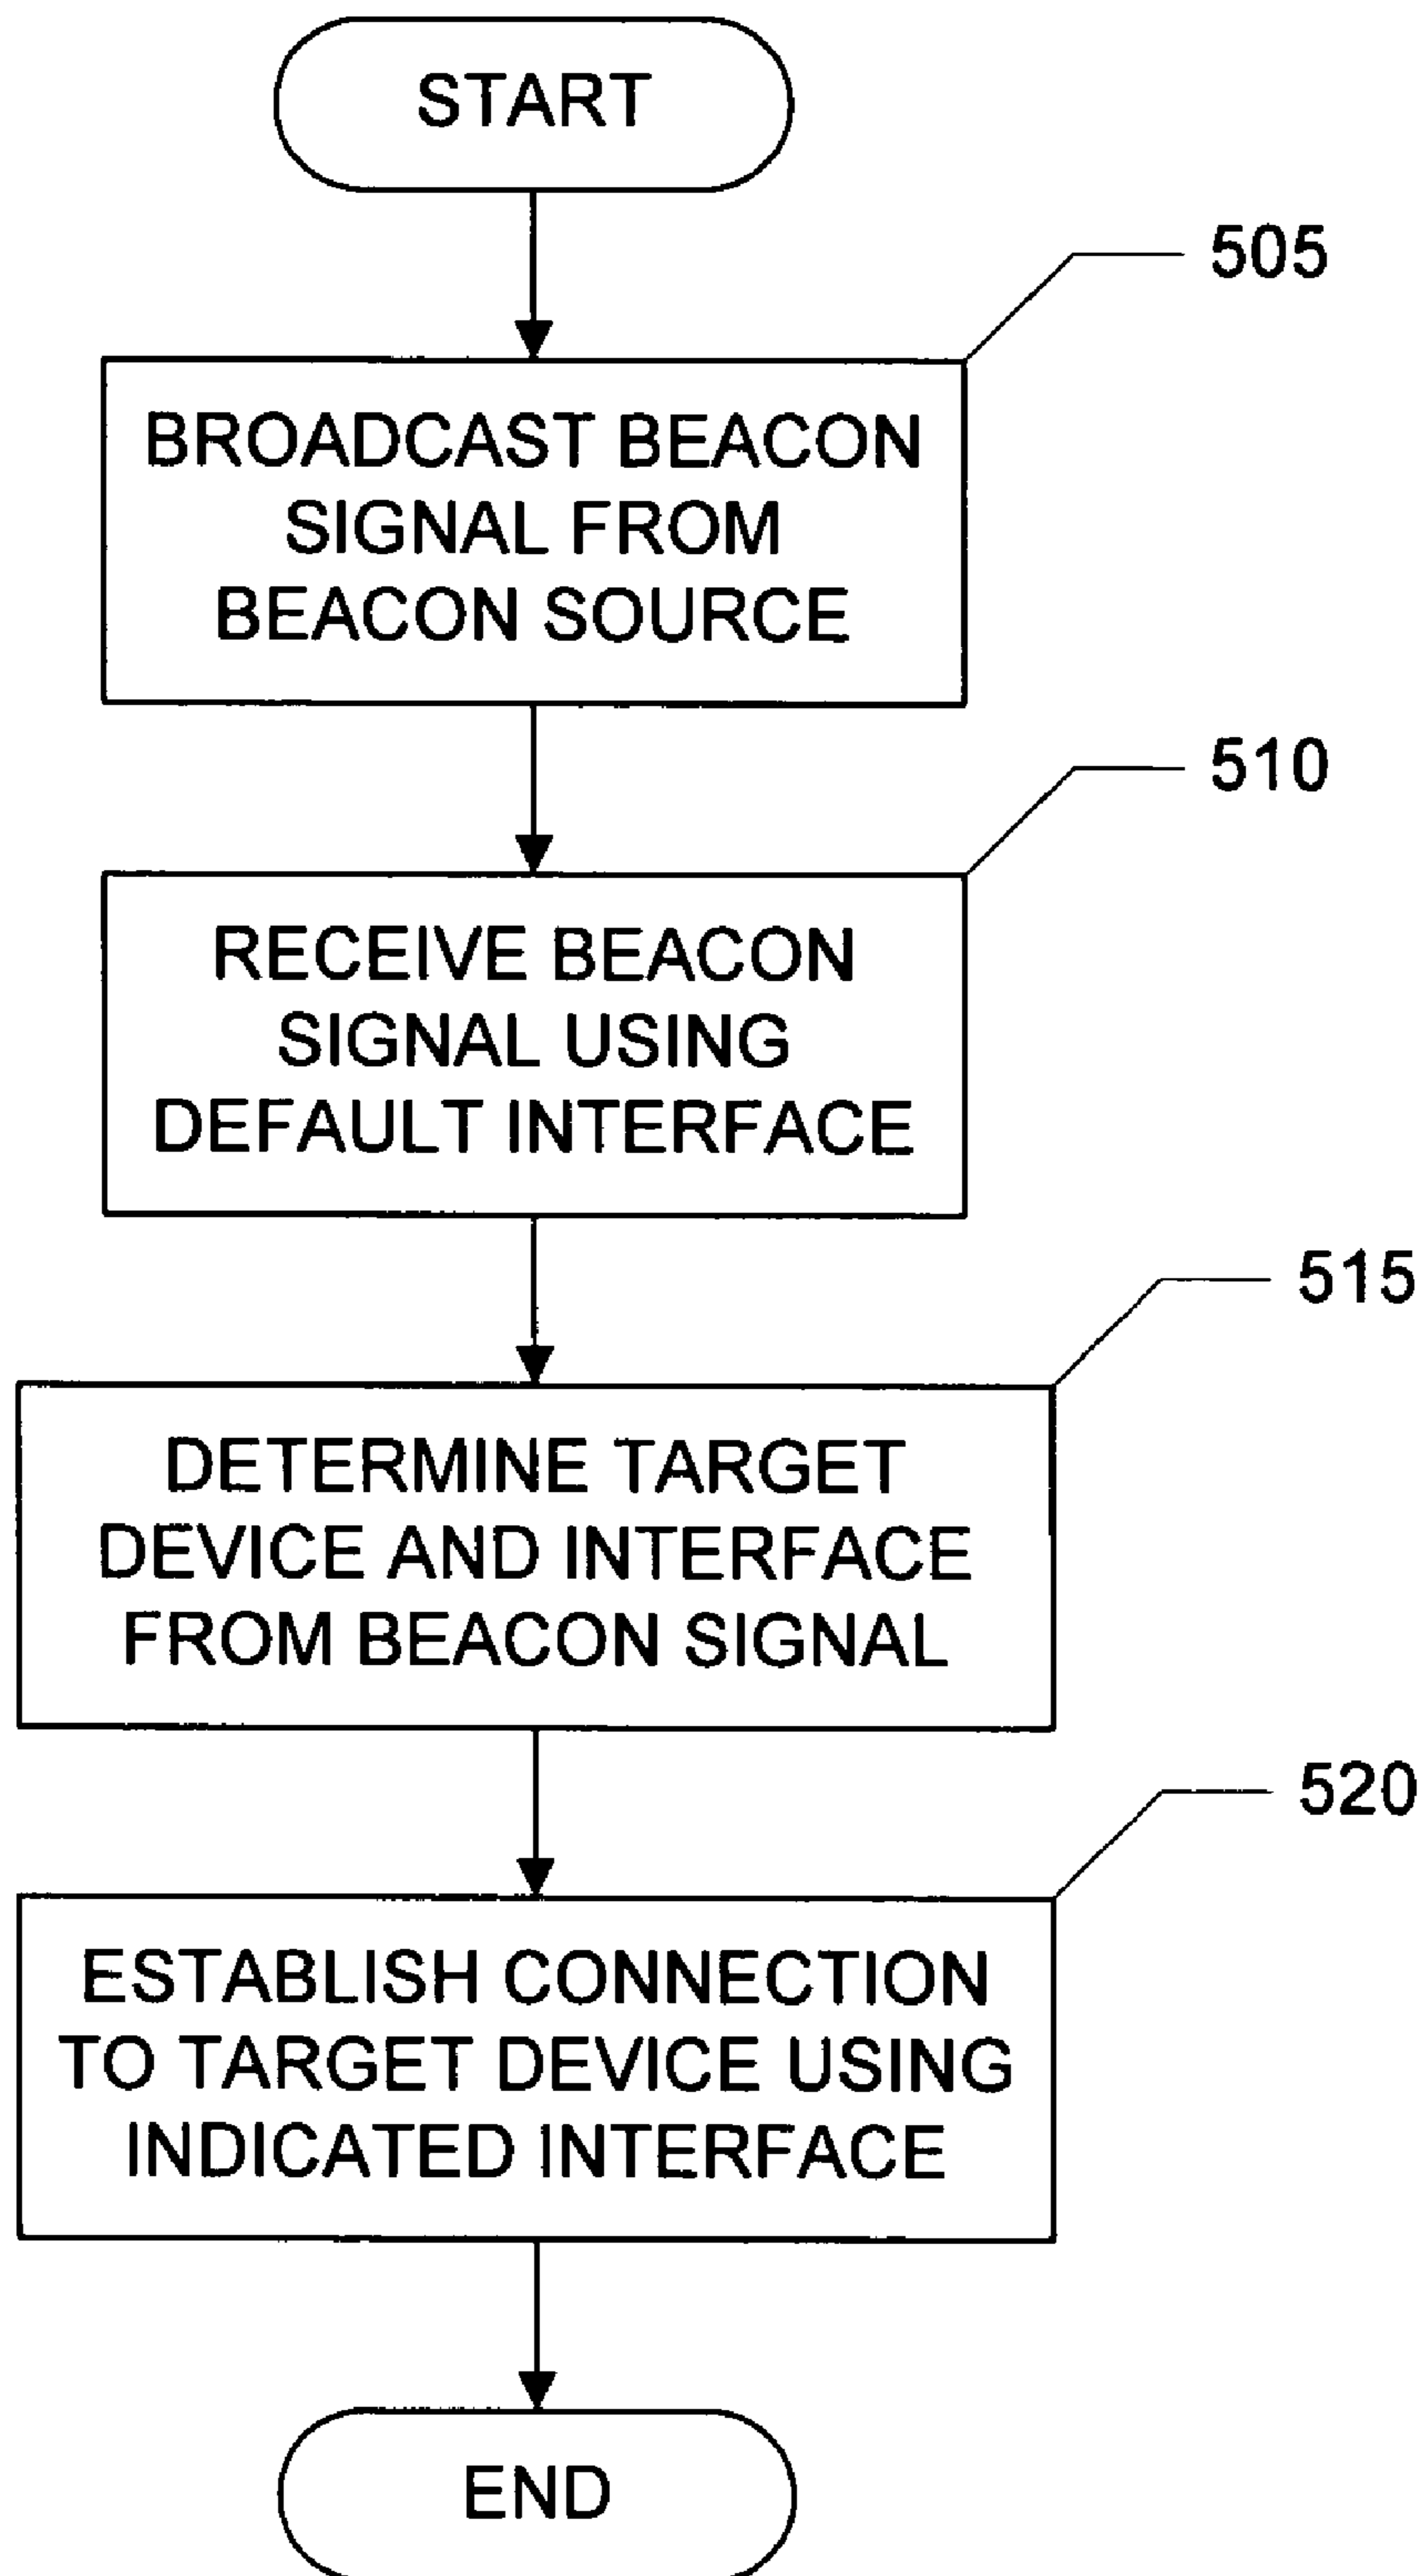 START
505
BROADCAST BEACON
SIGNAL FROM
BEACON SOURCE
510
RECEIVE BEACON
SIGNAL USING
DEFAULT INTERFACE
515
DETERMINE TARGET
DEVICE AND INTERFACE
FROM BEACON SIGNAL
520
ESTABLISH CONNECTION
TO TARGET DEVICE USING
INDICATED INTERFACE
END